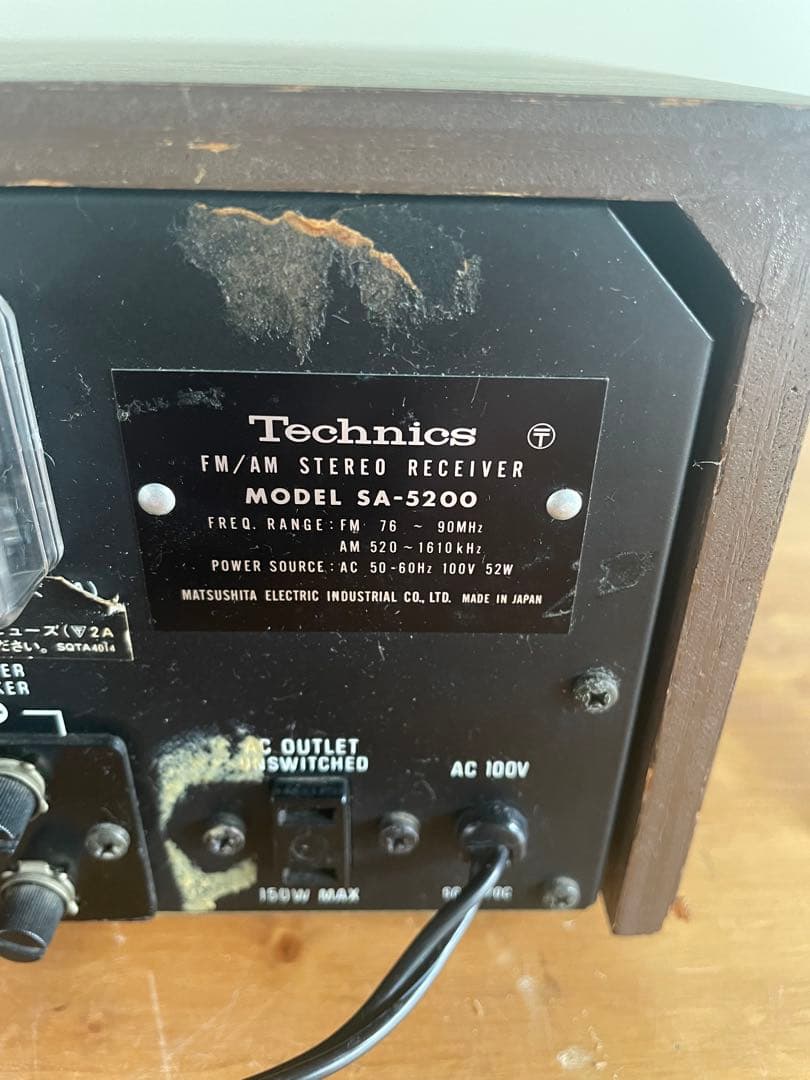 Technics 〒
FM/AM STEREO RECEIVER
MODEL SA-5200
FREQ. RANGE: FM 76 ~ 90MHz
AM 520~1610kHz
POWER SOURCE: AC 50-60Hz 100V 52W
MATSUSHITA ELECTRIC INDUSTRIAL CO., LTD. MADE IN JAPAN
ューズ(▽2A
ださい。 SQTA4014
AC OUTLET
UNSWITCHED
AC 100V
150W MAX